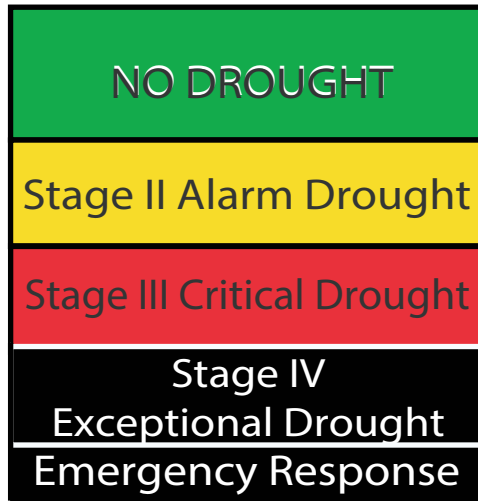 NO DROUGHT
Stage II Alarm Drought
Stage III Critical Drought
Stage IV
Exceptional Drought
Emergency Response